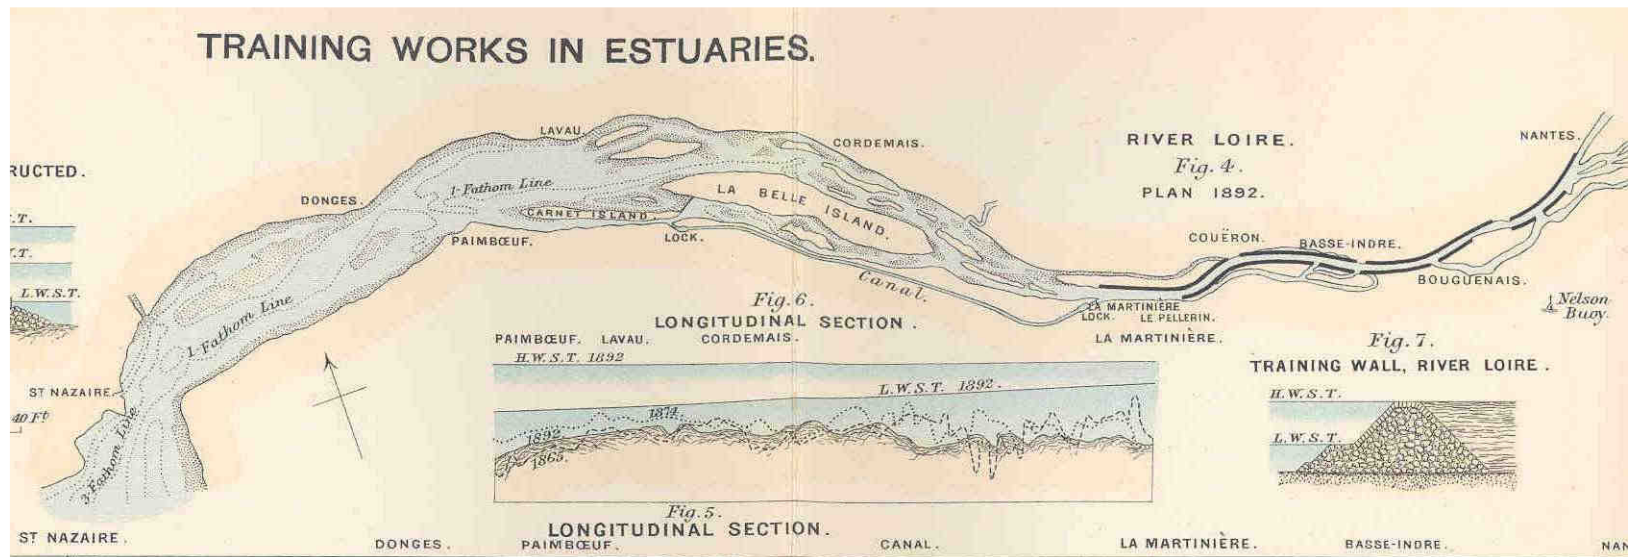 TRAINING WORKS IN ESTUARIES.
RUCTED.
.T.
.T.
L.W.S.T.
40 Ft
RIVER LOIRE.
Fig. 4.
PLAN 1892.
LAVAU.
CORDEMAIS.
NANTES.
1-Fathom Line
LA BELLE ISLAND.
DONGES.
CARNET ISLAND.
PAIMBŒUF.
LOCK.
Canal.
COUËRON.
BASSE-INDRE.
BOUGUENAIS.
LA MARTINIÈRE
LOCK.
LE PELLERIN.
Nelson
Buoy.
1-Fathom Line
ST NAZAIRE.
3-Fathom Line
Fig. 6.
LONGITUDINAL SECTION.
PAIMBŒUF. LAVAU. CORDEMAIS. LA MARTINIÈRE.
H.W.S.T. 1892
L.W.S.T. 1892.
1874
1892
1865.
Fig. 7.
TRAINING WALL, RIVER LOIRE.
H.W.S.T.
L.W.S.T.
Fig. 5.
LONGITUDINAL SECTION.
ST NAZAIRE. DONGES. PAIMBŒUF. CANAL. LA MARTINIÈRE. BASSE-INDRE. NAN